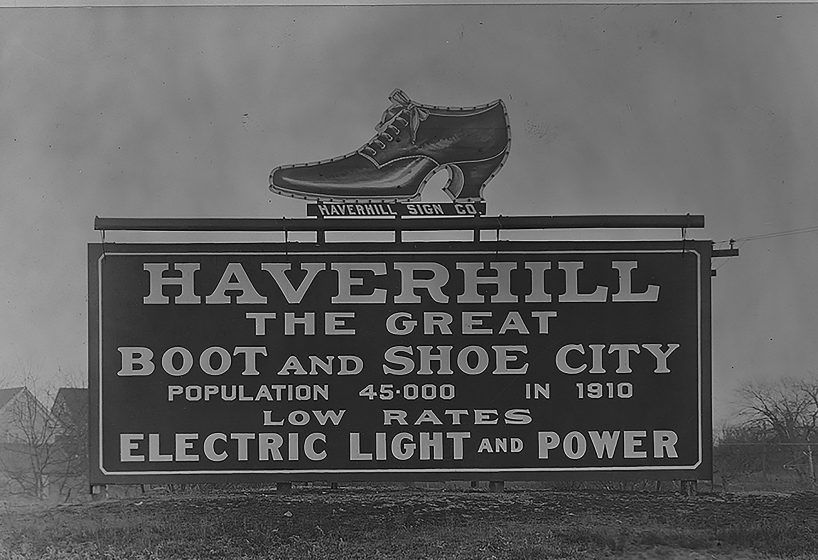 HAVERHILL SIGN CO
HAVERHILL
THE GREAT
BOOT AND SHOE CITY
POPULATION 45·000 IN 1910
LOW RATES
ELECTRIC LIGHT AND POWER